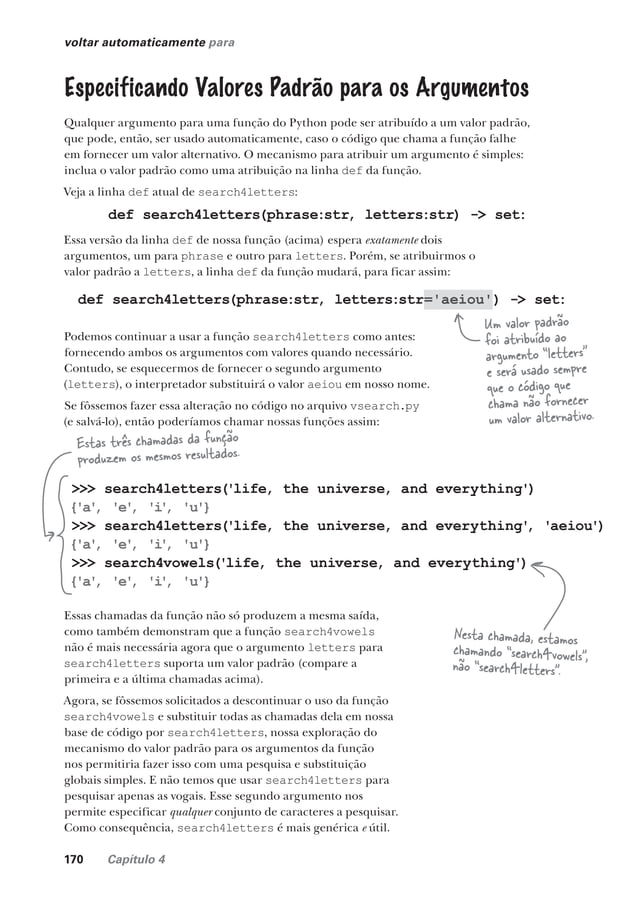 voltar automaticamente para
Especificando Valores Padrão para os Argumentos
Qualquer argumento para uma função do Python pode ser atribuído a um valor padrão,
que pode, então, ser usado automaticamente, caso o código que chama a função falhe
em fornecer um valor alternativo. O mecanismo para atribuir um argumento é simples:
inclua o valor padrão como uma atribuição na linha def da função.
Veja a linha def atual de search4letters:
def search4letters(phrase:str, letters:str) -> set:
Essa versão da linha def de nossa função (acima) espera exatamente dois
argumentos, um para phrase e outro para letters. Porém, se atribuirmos o
valor padrão a letters, a linha def da função mudará, para ficar assim:
def search4letters(phrase:str, letters:str='aeiou') -> set:
Um valor padrão
foi atribuído ao
argumento "letters"
e será usado sempre
que o código que
chama não fornecer
um valor alternativo.
Podemos continuar a usar a função search4letters como antes:
fornecendo ambos os argumentos com valores quando necessário.
Contudo, se esquecermos de fornecer o segundo argumento
(letters), o interpretador substituirá o valor aeiou em nosso nome.
Se fôssemos fazer essa alteração no código no arquivo vsearch.py
(e salvá-lo), então poderíamos chamar nossas funções assim:
Estas três chamadas da função
produzem os mesmos resultados.
>>> search4letters('life, the universe, and everything')
{'a', 'e', 'i', 'u'}
>>> search4letters('life, the universe, and everything', 'aeiou')
{'a', 'e', 'i', 'u'}
>>> search4vowels('life, the universe, and everything')
{'a', 'e', 'i', 'u'}
Nesta chamada, estamos
chamando "search4vowels",
não "search4letters".
Essas chamadas da função não só produzem a mesma saída,
como também demonstram que a função search4vowels
não é mais necessária agora que o argumento letters para
search4letters suporta um valor padrão (compare a
primeira e a última chamadas acima).
Agora, se fôssemos solicitados a descontinuar o uso da função
search4vowels e substituir todas as chamadas dela em nossa
base de código por search4letters, nossa exploração do
mecanismo do valor padrão para os argumentos da função
nos permitiria fazer isso com uma pesquisa e substituição
globais simples. E não temos que usar search4letters para
pesquisar apenas as vogais. Esse segundo argumento nos
permite especificar qualquer conjunto de caracteres a pesquisar.
Como consequência, search4letters é mais genérica e útil.
170 Capítulo 4